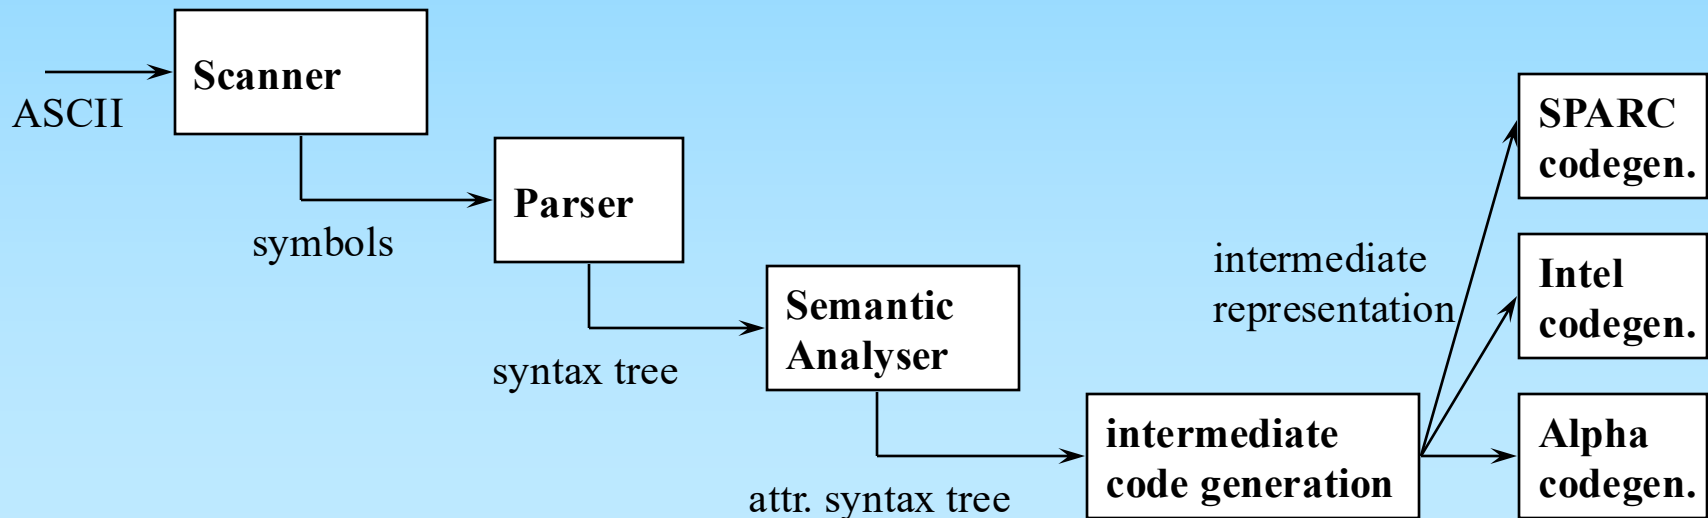 Scanner
ASCII
symbols
Parser
syntax tree
Semantic
Analyser
attr. syntax tree
intermediate
code generation
intermediate
representation
SPARC
codegen.
Intel
codegen.
Alpha
codegen.